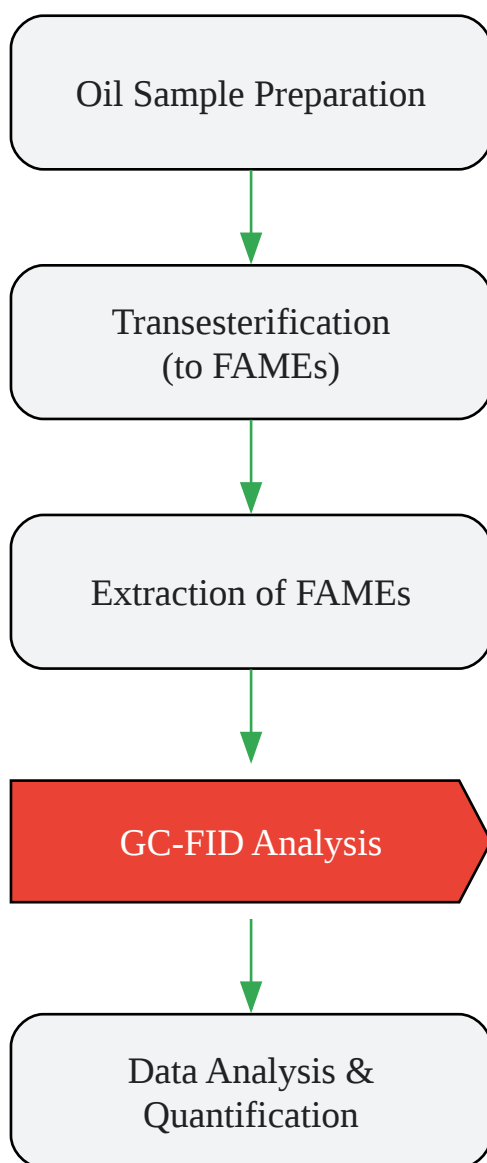 Oil Sample Preparation
Transesterification
(to FAMEs)
Extraction of FAMEs
GC-FID Analysis
Data Analysis &
Quantification